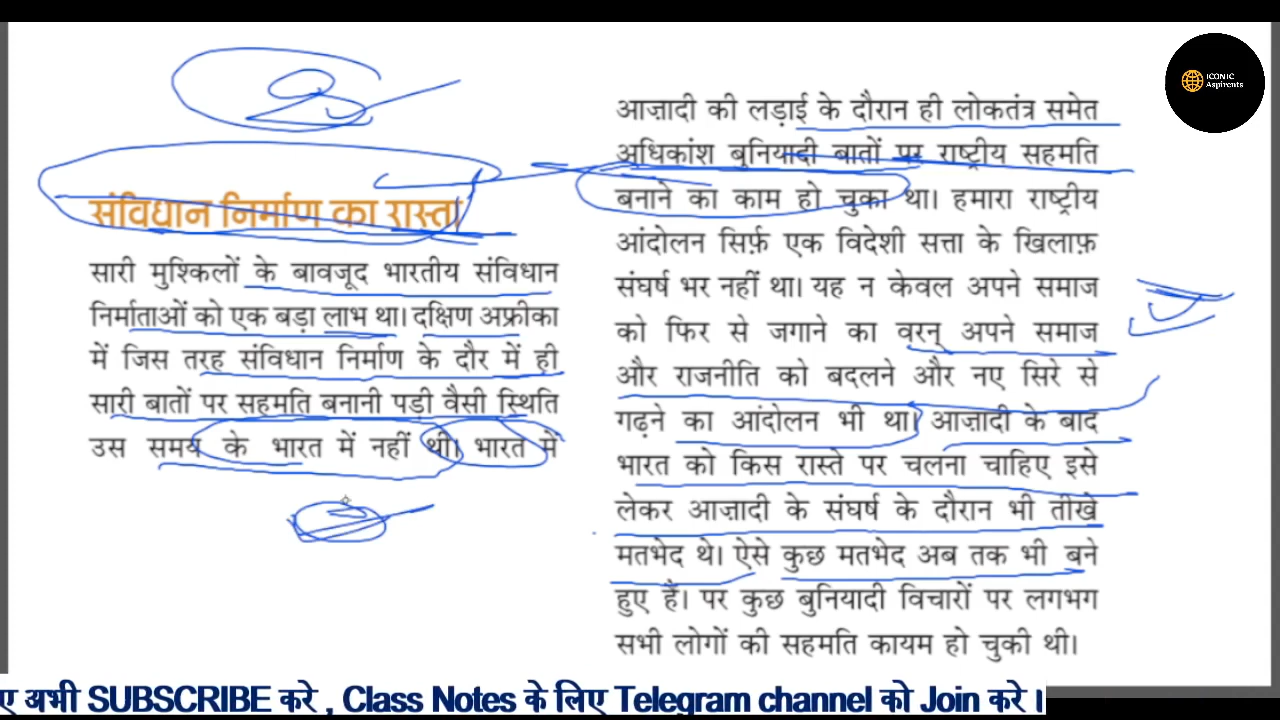 ICONIC
Aspirents
संविधान निर्माण का रास्ता
सारी मुश्किलों के बावजूद भारतीय संविधान
निर्माताओं को एक बड़ा लाभ था। दक्षिण अफ्रीका
में जिस तरह संविधान निर्माण के दौर में ही
सारी बातों पर सहमति बनानी पड़ी वैसी स्थिति
उस समय के भारत में नहीं थी। भारत में
आज़ादी की लड़ाई के दौरान ही लोकतंत्र समेत
अधिकांश बुनियादी बातों पर राष्ट्रीय सहमति
बनाने का काम हो चुका था। हमारा राष्ट्रीय
आंदोलन सिर्फ़ एक विदेशी सत्ता के खिलाफ़
संघर्ष भर नहीं था। यह न केवल अपने समाज
को फिर से जगाने का वरन् अपने समाज
और राजनीति को बदलने और नए सिरे से
गढ़ने का आंदोलन भी था। आज़ादी के बाद
भारत को किस रास्ते पर चलना चाहिए इसे
लेकर आज़ादी के संघर्ष के दौरान भी तीखे
मतभेद थे। ऐसे कुछ मतभेद अब तक भी बने
हुए हैं। पर कुछ बुनियादी विचारों पर लगभग
सभी लोगों की सहमति कायम हो चुकी थी।
ए अभी SUBSCRIBE करे , Class Notes के लिए Telegram channel को Join करे ।